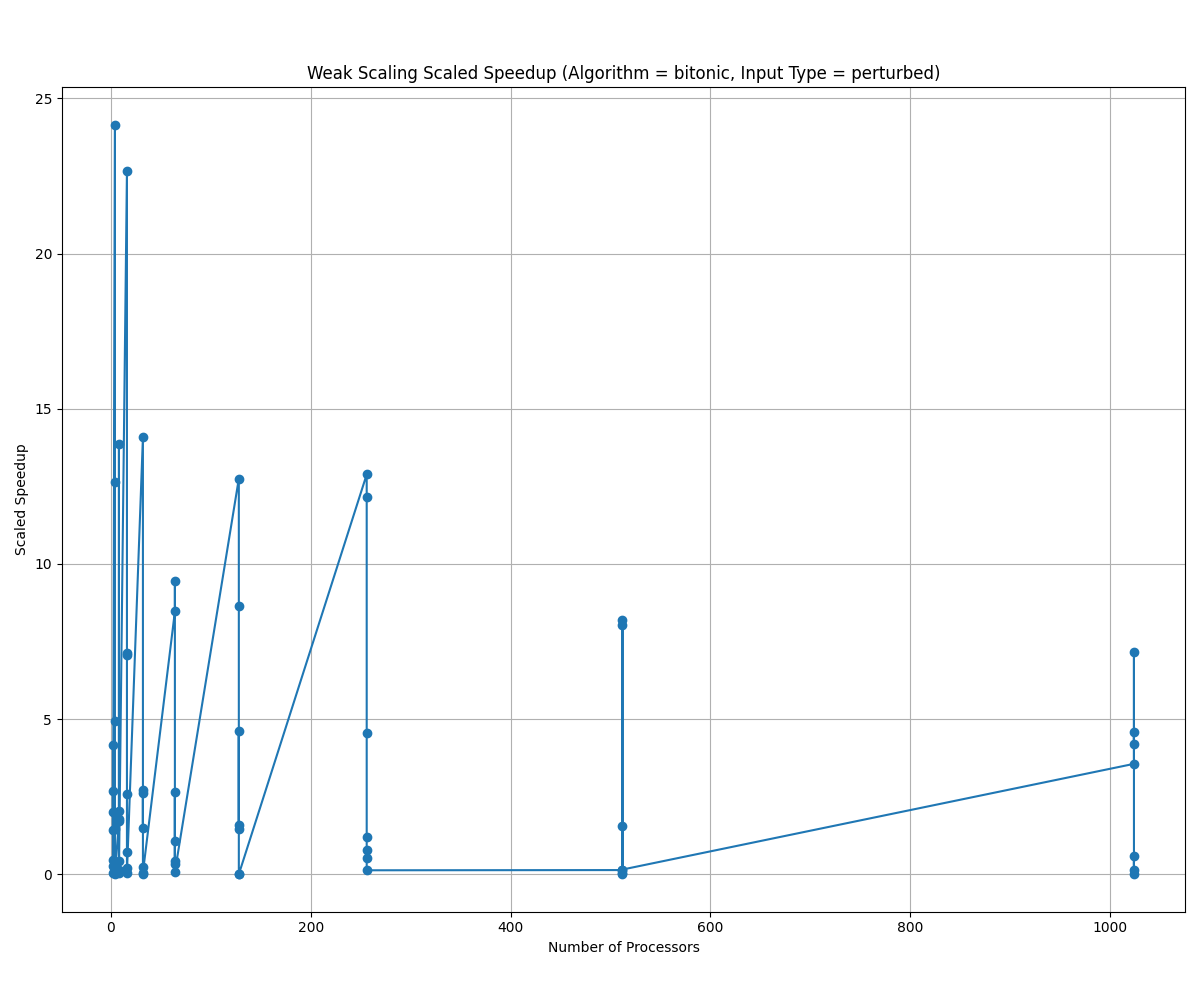 Weak Scaling Scaled Speedup (Algorithm = bitonic, Input Type = perturbed)
25
20
15
10
5
0
Scaled Speedup
0 200 400 600 800 1000
Number of Processors